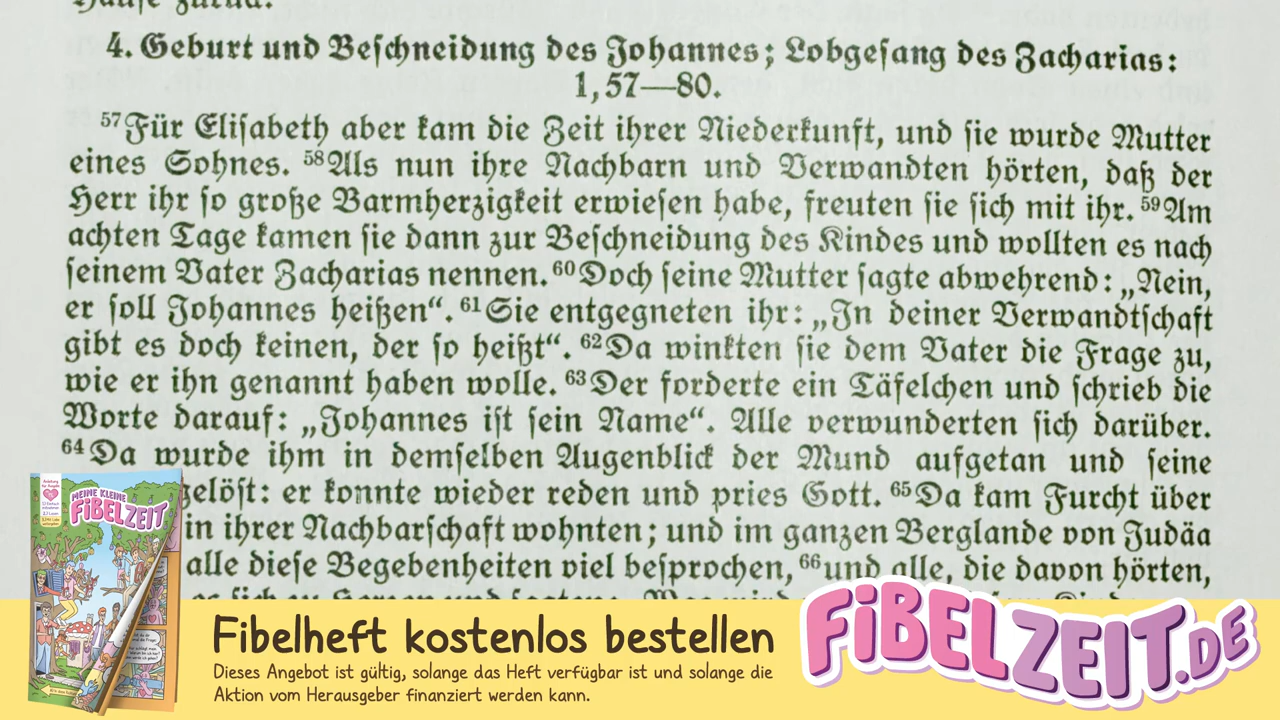 4. Geburt und Beschneidung des Johannes; Lobgesang des Zacharias:
1,57—80.
57Für Elisabeth aber kam die Zeit ihrer Niederkunft, und sie wurde Mutter
eines Sohnes. 58Als nun ihre Nachbarn und Verwandten hörten, daß der
Herr ihr so große Barmherzigkeit erwiesen habe, freuten sie sich mit ihr. 59Am
achten Tage kamen sie dann zur Beschneidung des Kindes und wollten es nach
seinem Vater Zacharias nennen. 60Doch seine Mutter sagte abwehrend: „Nein,
er soll Johannes heißen“. 61Sie entgegneten ihr: „In deiner Verwandtschaft
gibt es doch keinen, der so heißt“. 62Da winkten sie dem Vater die Frage zu,
wie er ihn genannt haben wolle. 63Der forderte ein Täfelchen und schrieb die
Worte darauf: „Johannes ist sein Name“. Alle verwunderten sich darüber.
64Da wurde ihm in demselben Augenblick der Mund aufgetan und seine
gelöst: er konnte wieder reden und pries Gott. 65Da kam Furcht über
in ihrer Nachbarschaft wohnten; und im ganzen Berglande von Judäa
alle diese Begebenheiten viel besprochen, 66und alle, die davon hörten,
MEINE KLEINE
FiBELZEIT
Fibelheft kostenlos bestellen
Dieses Angebot ist gültig, solange das Heft verfügbar ist und solange die
Aktion vom Herausgeber finanziert werden kann.
FiBELZEIT.DE